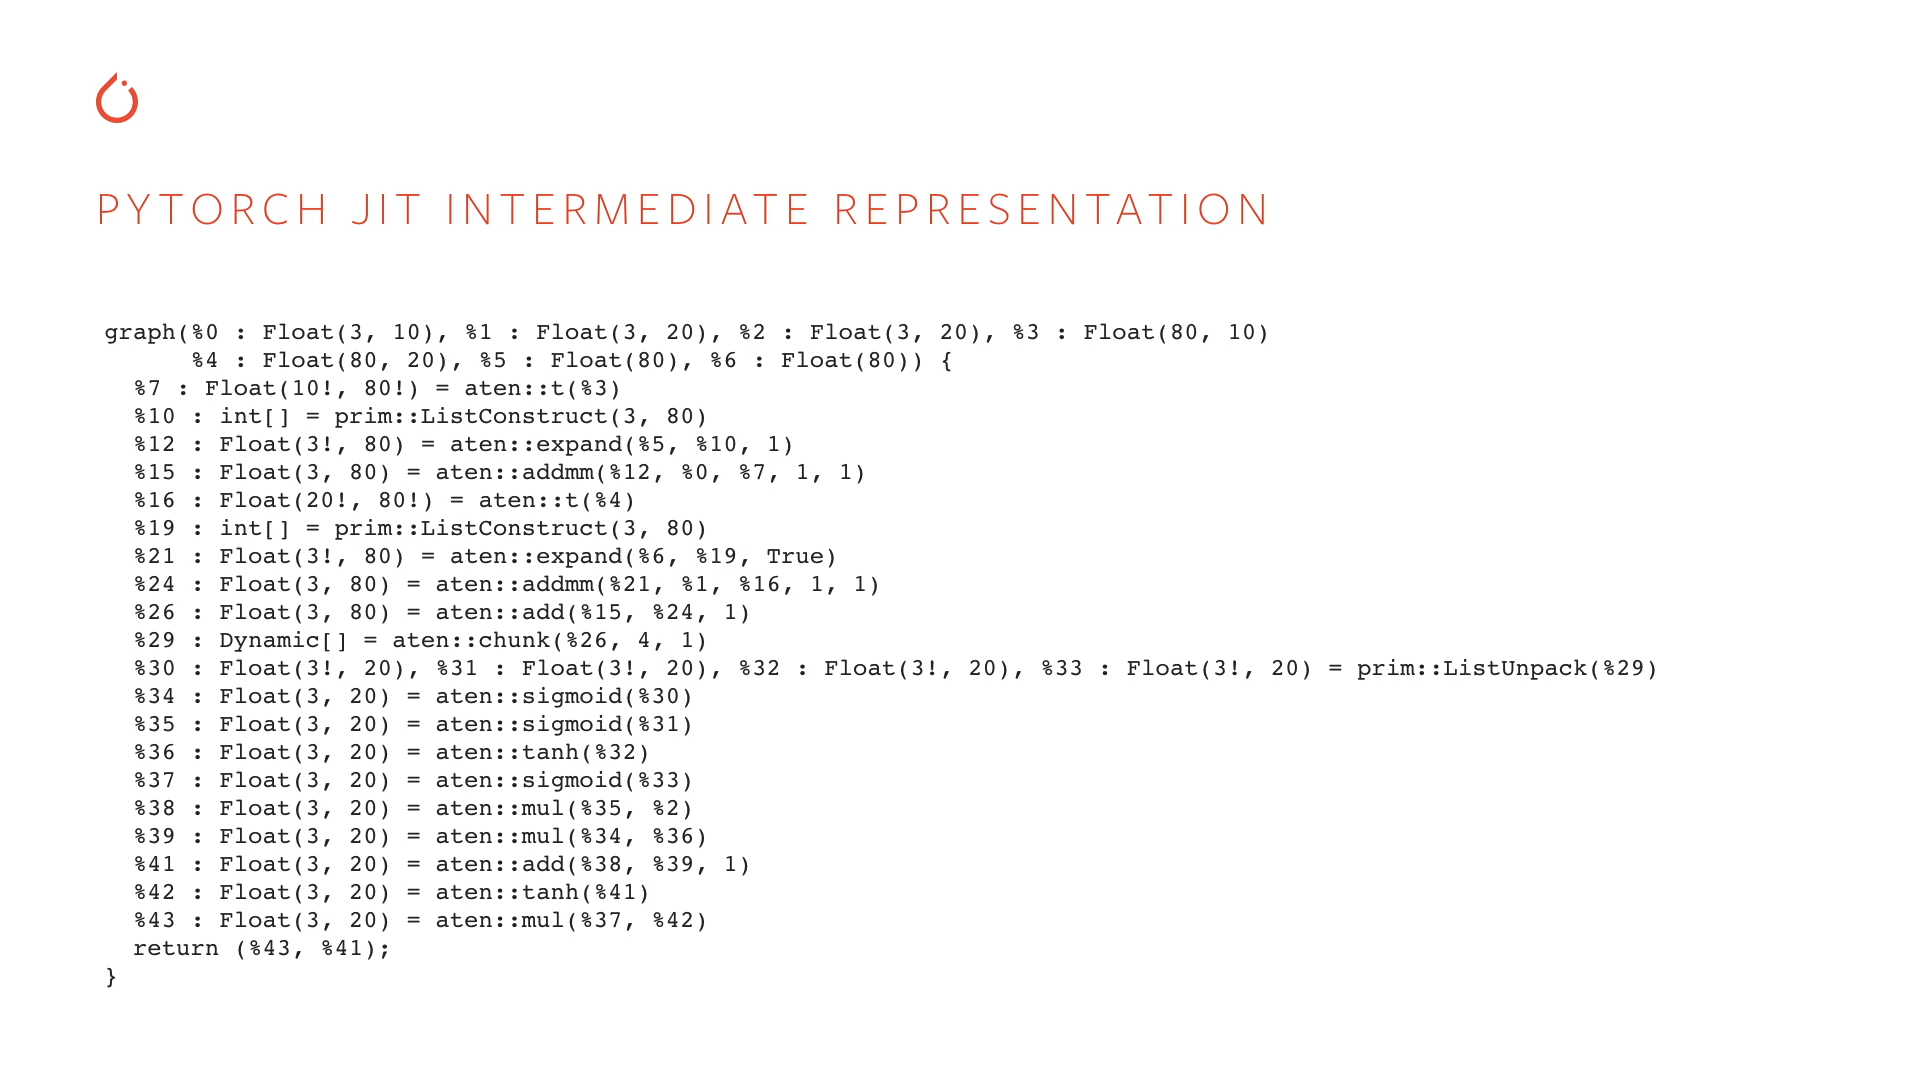 PYTORCH JIT INTERMEDIATE REPRESENTATION
graph(%0 : Float(3, 10), %1 : Float(3, 20), %2 : Float(3, 20), %3 : Float(80, 10)
      %4 : Float(80, 20), %5 : Float(80), %6 : Float(80)) {
  %7 : Float(10!, 80!) = aten::t(%3)
  %10 : int[] = prim::ListConstruct(3, 80)
  %12 : Float(3!, 80) = aten::expand(%5, %10, 1)
  %15 : Float(3, 80) = aten::addmm(%12, %0, %7, 1, 1)
  %16 : Float(20!, 80!) = aten::t(%4)
  %19 : int[] = prim::ListConstruct(3, 80)
  %21 : Float(3!, 80) = aten::expand(%6, %19, True)
  %24 : Float(3, 80) = aten::addmm(%21, %1, %16, 1, 1)
  %26 : Float(3, 80) = aten::add(%15, %24, 1)
  %29 : Dynamic[] = aten::chunk(%26, 4, 1)
  %30 : Float(3!, 20), %31 : Float(3!, 20), %32 : Float(3!, 20), %33 : Float(3!, 20) = prim::ListUnpack(%29)
  %34 : Float(3, 20) = aten::sigmoid(%30)
  %35 : Float(3, 20) = aten::sigmoid(%31)
  %36 : Float(3, 20) = aten::tanh(%32)
  %37 : Float(3, 20) = aten::sigmoid(%33)
  %38 : Float(3, 20) = aten::mul(%35, %2)
  %39 : Float(3, 20) = aten::mul(%34, %36)
  %41 : Float(3, 20) = aten::add(%38, %39, 1)
  %42 : Float(3, 20) = aten::tanh(%41)
  %43 : Float(3, 20) = aten::mul(%37, %42)
  return (%43, %41);
}